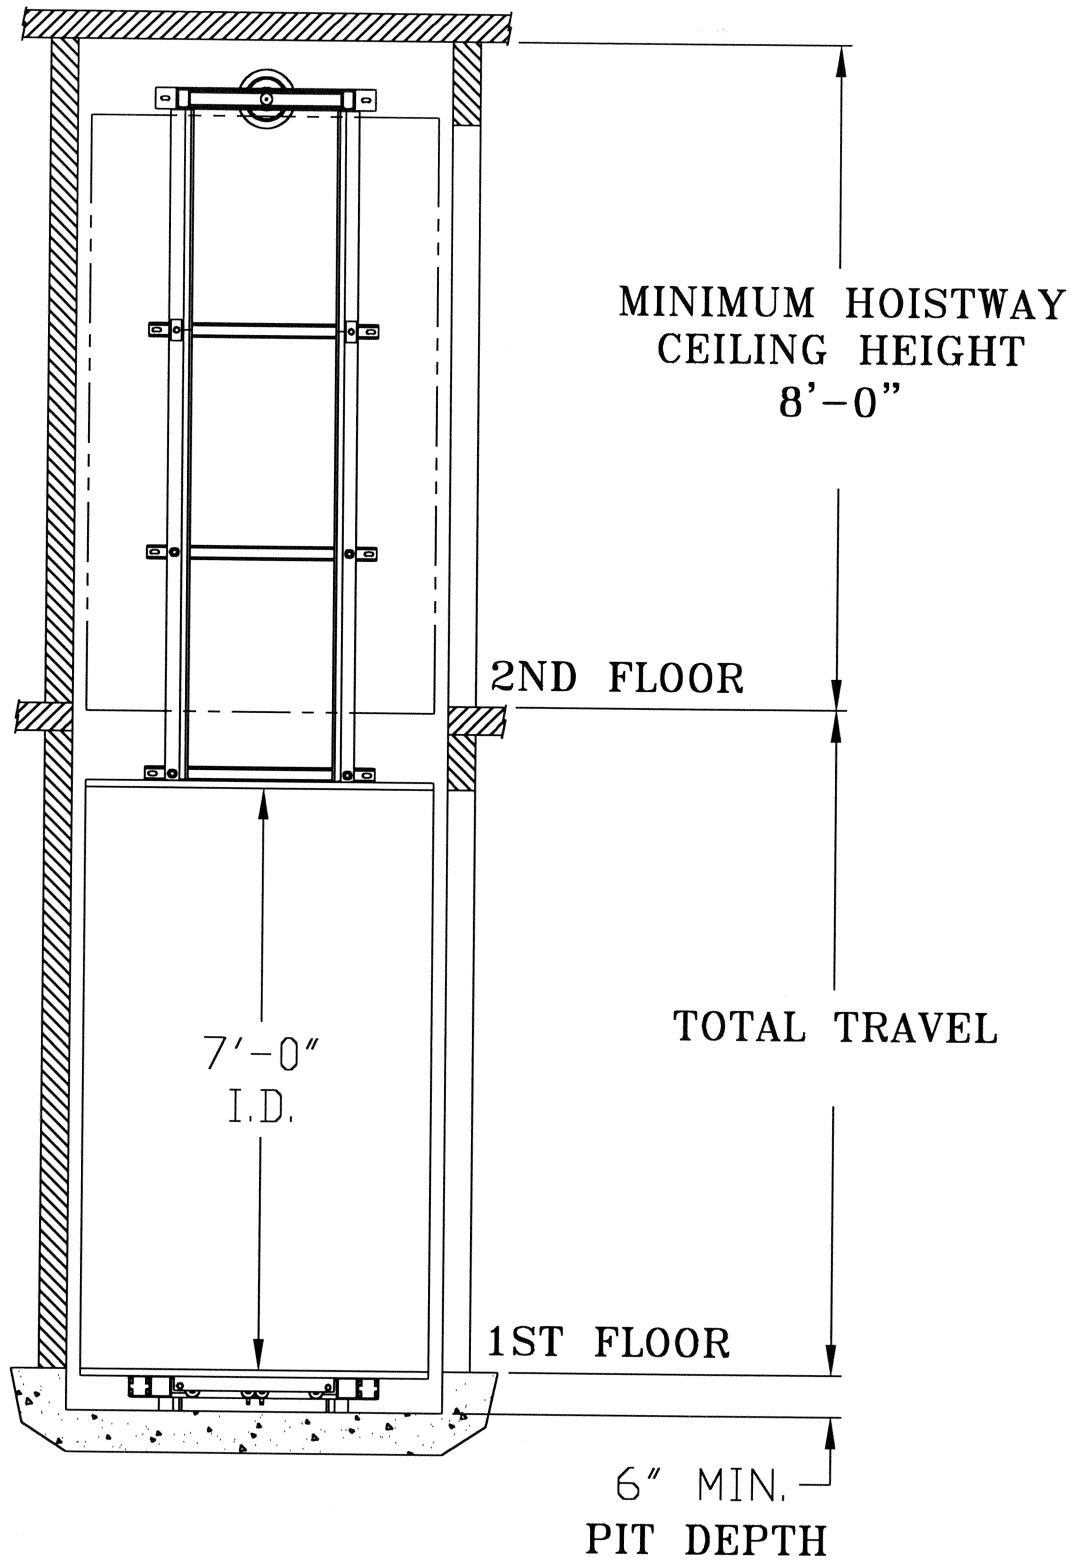 MINIMUM HOISTWAY
CEILING HEIGHT
8'-0"
2ND FLOOR
7'-0"
I.D.
TOTAL TRAVEL
1ST FLOOR
6" MIN.
PIT DEPTH